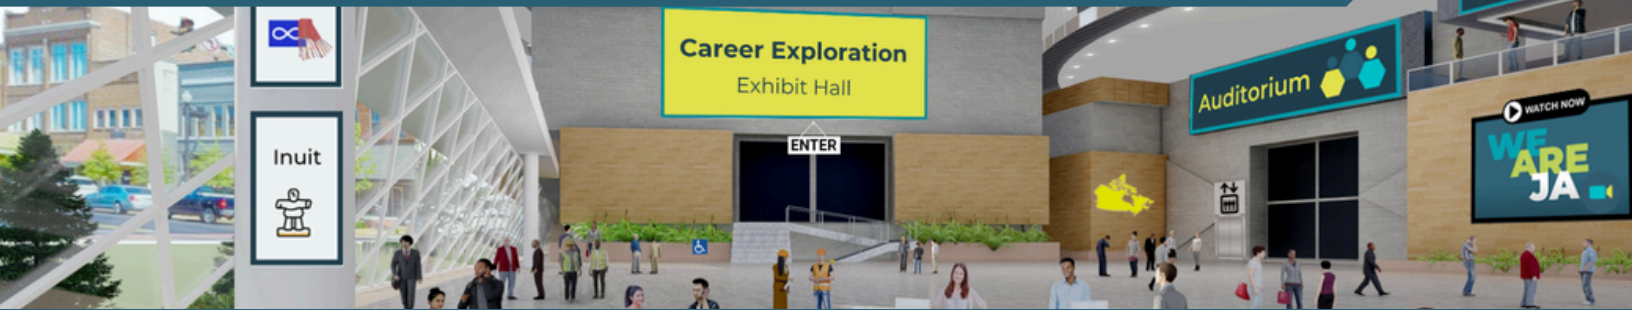 Inuit
Career Exploration
Exhibit Hall
ENTER
Auditorium
WATCH NOW
WE
ARE
JA